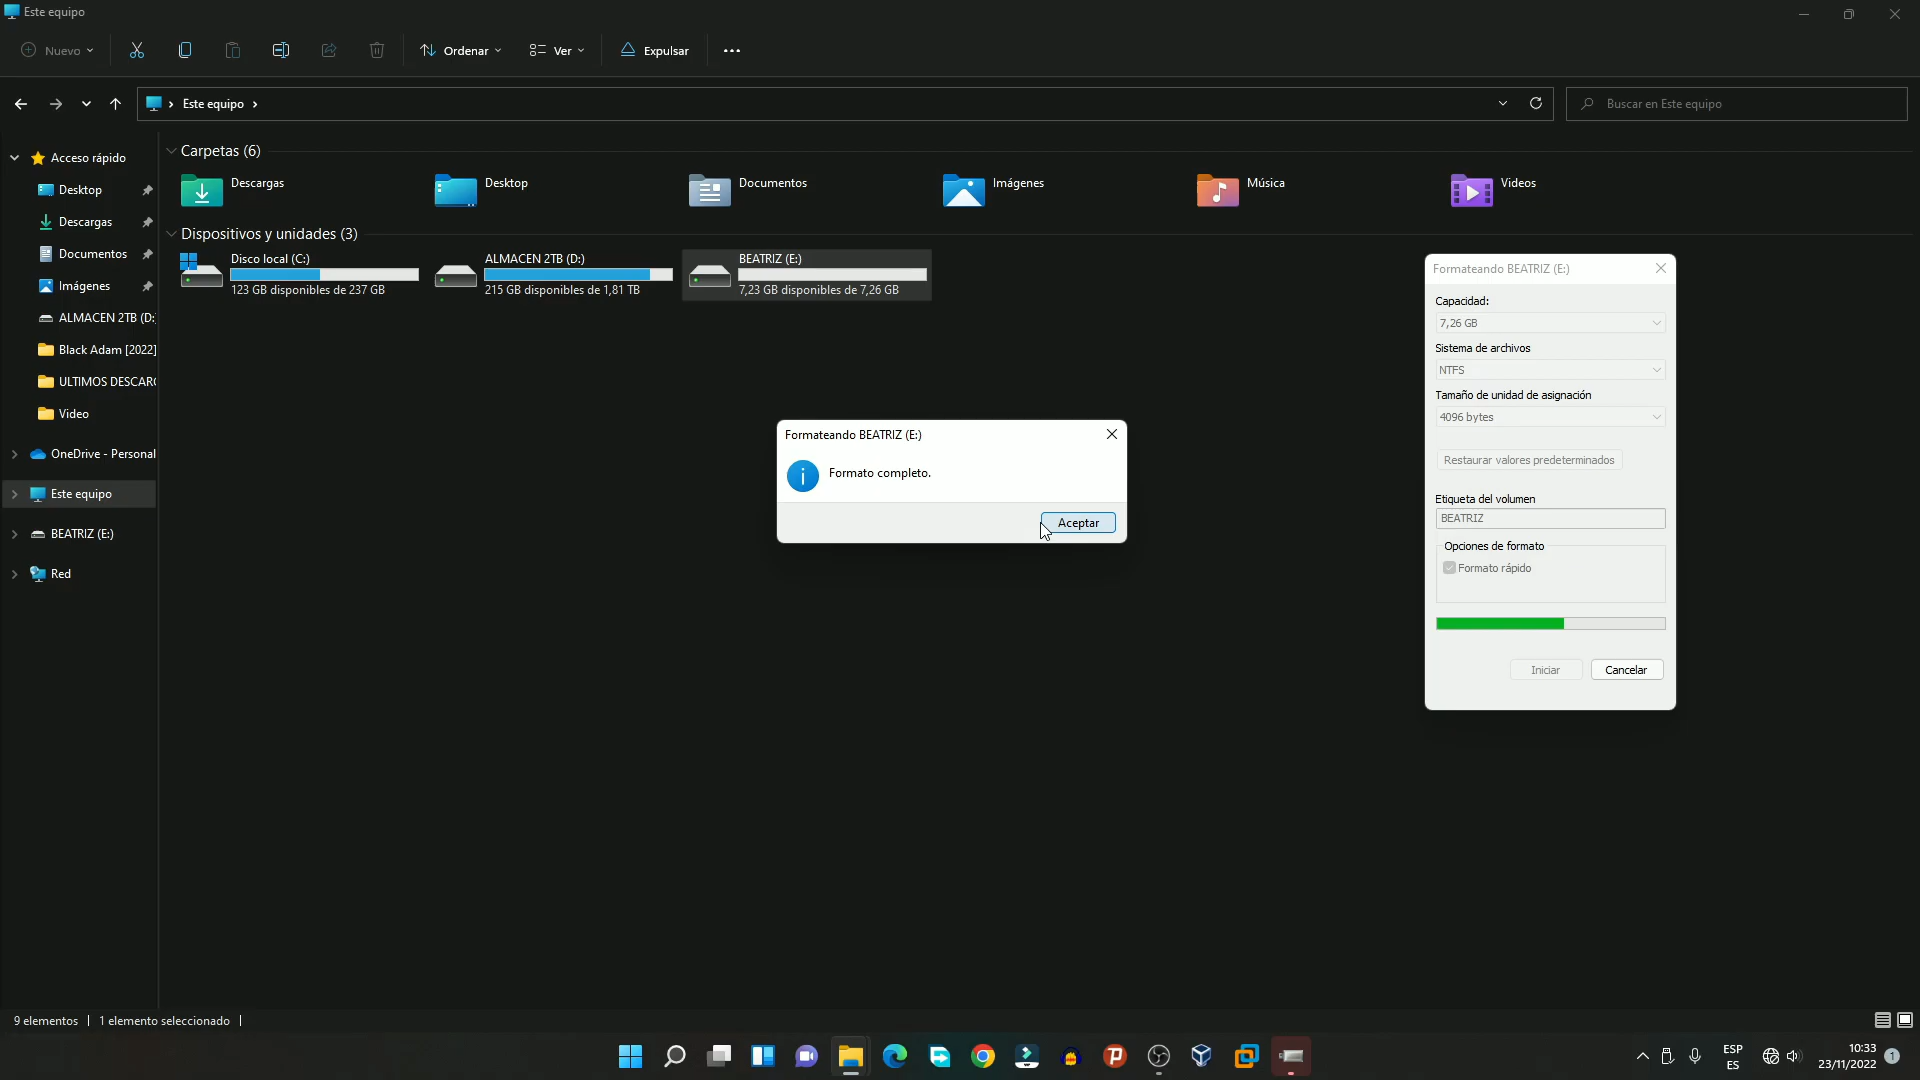 Este equipo
Nuevo
Ordenar
Ver
Expulsar
Este equipo
Buscar en Este equipo
Acceso rápido
Desktop
Descargas
Documentos
Imágenes
ALMACEN 2TB (D:
Black Adam [2022]
ULTIMOS DESCAR
Video
OneDrive - Personal
Este equipo
BEATRIZ (E:)
Red
Carpetas (6)
Descargas
Desktop
Documentos
Imágenes
Música
Videos
Dispositivos y unidades (3)
Disco local (C:)
123 GB disponibles de 237 GB
ALMACEN 2TB (D:)
215 GB disponibles de 1,81 TB
BEATRIZ (E:)
7,23 GB disponibles de 7,26 GB
Formateando BEATRIZ (E:)
Formato completo.
Aceptar
Formateando BEATRIZ (E:)
Capacidad:
7,26 GB
Sistema de archivos
NTFS
Tamaño de unidad de asignación
4096 bytes
Restaurar valores predeterminados
Etiqueta del volumen
BEATRIZ
Opciones de formato
Formato rápido
Iniciar
Cancelar
9 elementos
1 elemento seleccionado
ESP
ES
10:33
23/11/2022
1